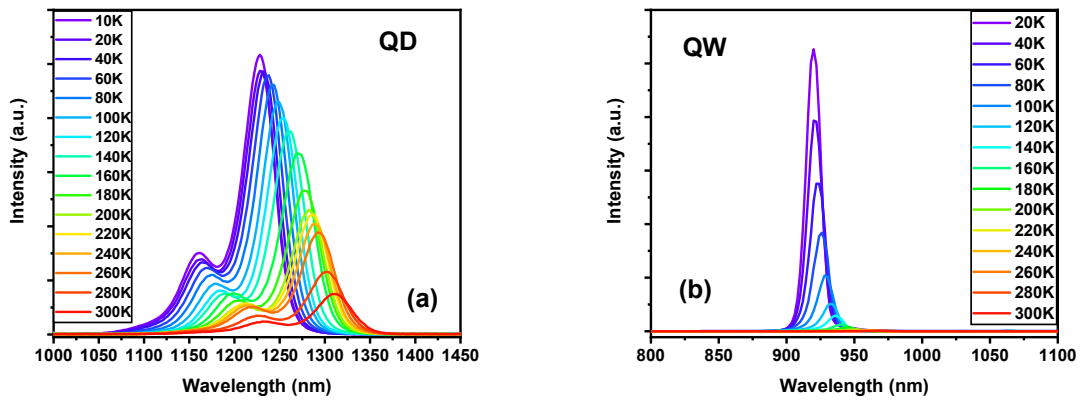 10K
20K
40K
60K
80K
100K
120K
140K
160K
180K
200K
220K
240K
260K
280K
300K
QD
(a)
Intensity (a.u.)
1000 1050 1100 1150 1200 1250 1300 1350 1400 1450
Wavelength (nm)
QW
20K
40K
60K
80K
100K
120K
140K
160K
180K
200K
220K
240K
260K
280K
300K
(b)
Intensity (a.u.)
800 850 900 950 1000 1050 1100
Wavelength (nm)